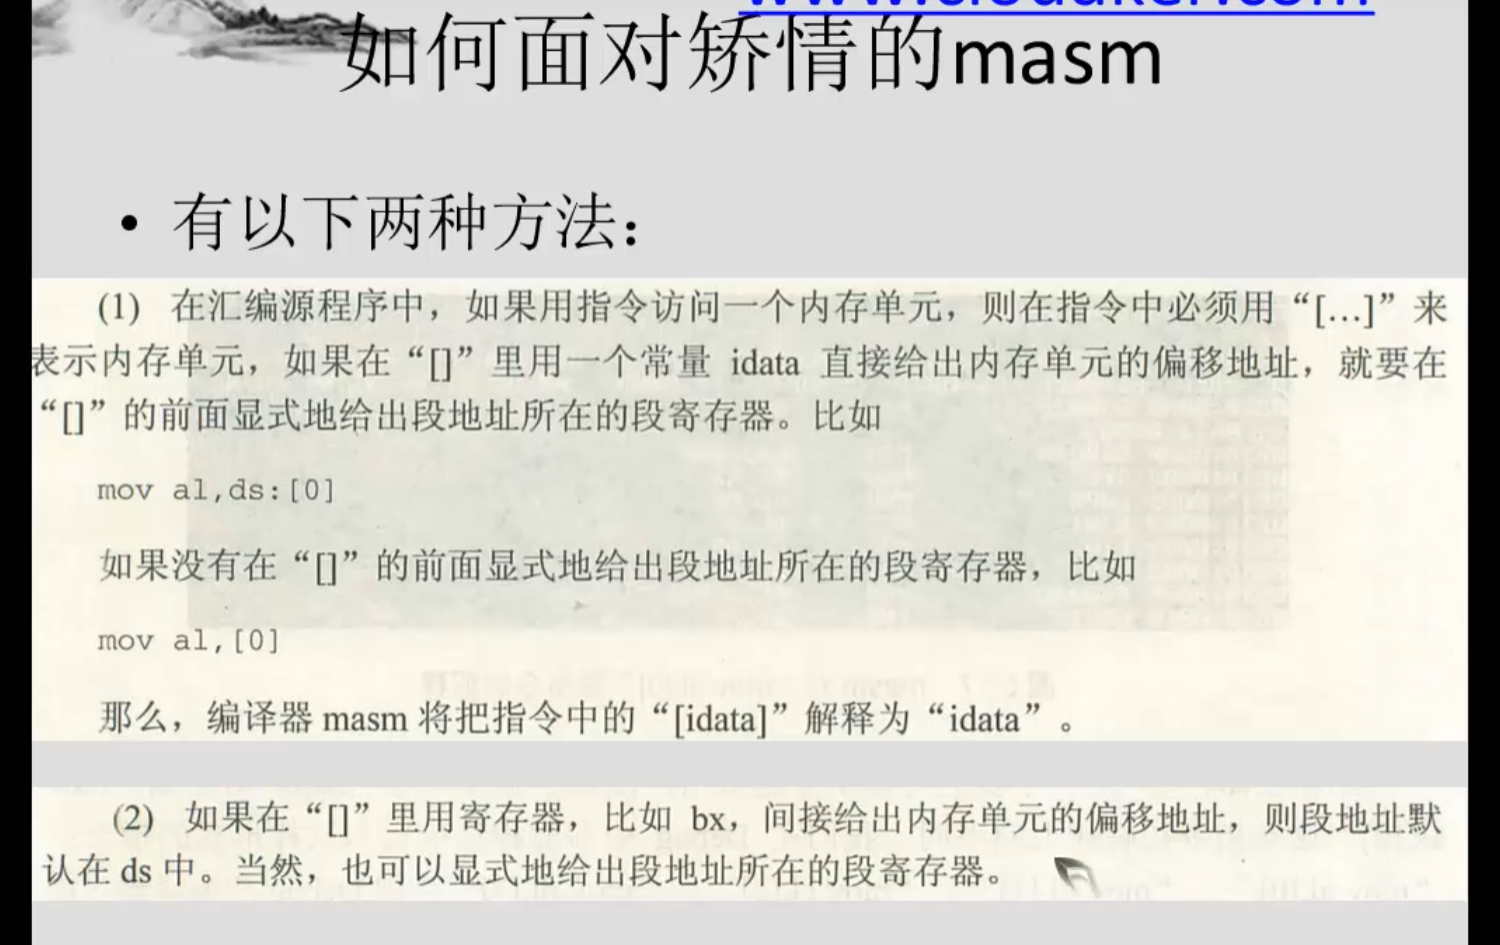 如何面对矫情的masm
• 有以下两种方法：
(1) 在汇编源程序中，如果用指令访问一个内存单元，则在指令中必须用“[…]”来
表示内存单元，如果在“[]”里用一个常量 idata 直接给出内存单元的偏移地址，就要在
“[]”的前面显式地给出段地址所在的段寄存器。比如
mov al,ds:[0]
如果没有在“[]”的前面显式地给出段地址所在的段寄存器，比如
mov al,[0]
那么，编译器 masm 将把指令中的“[idata]”解释为“idata”。
(2) 如果在“[]”里用寄存器，比如 bx，间接给出内存单元的偏移地址，则段地址默
认在 ds 中。当然，也可以显式地给出段地址所在的段寄存器。